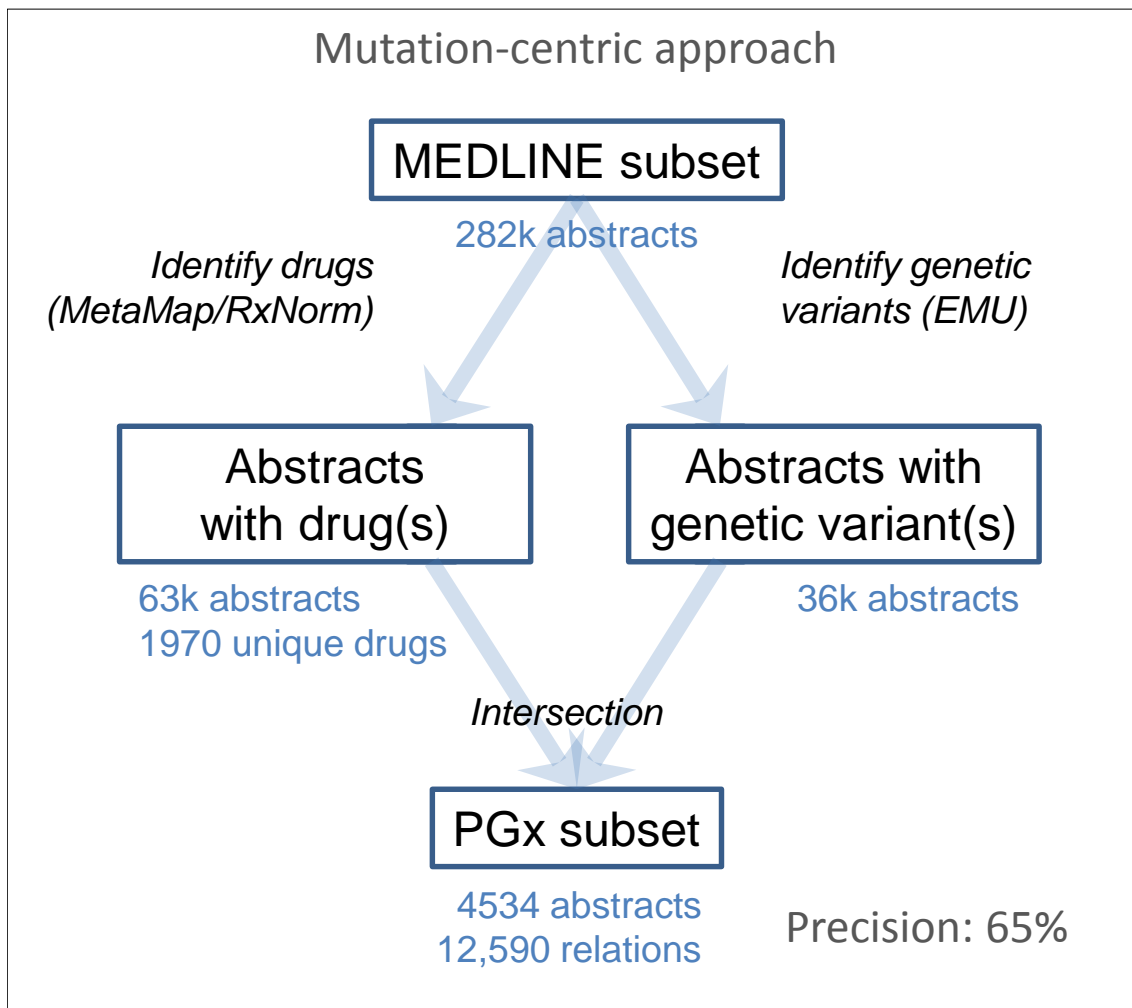 Mutation-centric approach
MEDLINE subset
282k abstracts
Identify drugs
(MetaMap/RxNorm)
Identify genetic
variants (EMU)
Abstracts
with drug(s)
Abstracts with
genetic variant(s)
63k abstracts
1970 unique drugs
36k abstracts
Intersection
PGx subset
4534 abstracts
12,590 relations
Precision: 65%